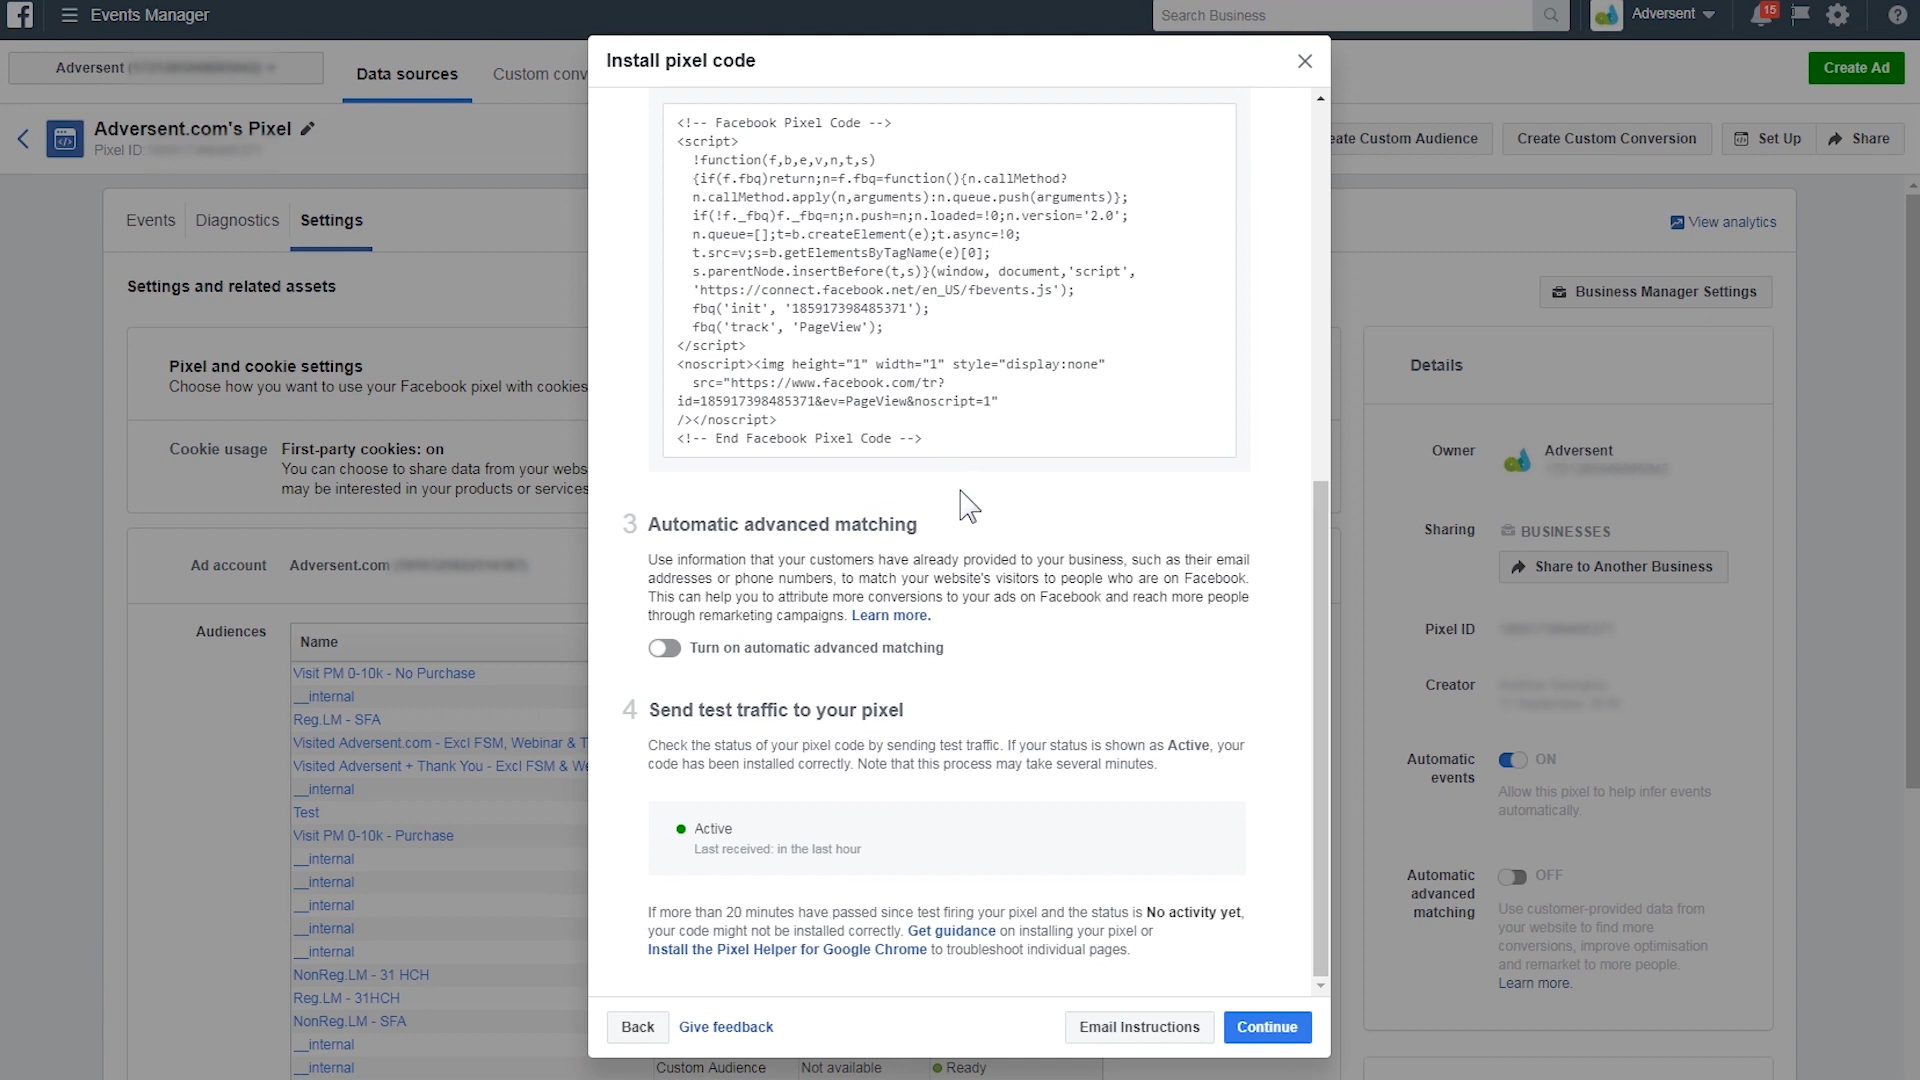 Events Manager
Search Business
Adversent
15
Adversent
Data sources
Custom conv
Create Ad
Adversent.com's Pixel
Pixel ID
eate Custom Audience
Create Custom Conversion
Set Up
Share
Events
Diagnostics
Settings
View analytics
Settings and related assets
Business Manager Settings
Pixel and cookie settings
Choose how you want to use your Facebook pixel with cookies
Cookie usage
First-party cookies: on
You can choose to share data from your webs
may be interested in your products or services
Ad account
Adversent.com
Audiences
Name
Visit PM 0-10k - No Purchase
__internal
Reg.LM - SFA
Visited Adversent.com - Excl FSM, Webinar & T
Visited Adversent + Thank You - Excl FSM & We
__internal
Test
Visit PM 0-10k - Purchase
__internal
__internal
__internal
__internal
__internal
NonReg.LM - 31 HCH
Reg.LM - 31HCH
NonReg.LM - SFA
__internal
__internal
Custom Audience
Not available
Ready
Install pixel code
<!-- Facebook Pixel Code -->
<script>
!function(f,b,e,v,n,t,s)
{if(f.fbq)return;n=f.fbq=function(){n.callMethod?
n.callMethod.apply(n,arguments):n.queue.push(arguments)};
if(!f._fbq)f._fbq=n;n.push=n;n.loaded=!0;n.version='2.0';
n.queue=[];t=b.createElement(e);t.async=!0;
t.src=v;s=b.getElementsByTagName(e)[0];
s.parentNode.insertBefore(t,s)}(window, document,'script',
'https://connect.facebook.net/en_US/fbevents.js');
fbq('init', '185917398485371');
fbq('track', 'PageView');
</script>
<noscript><img height="1" width="1" style="display:none"
src="https://www.facebook.com/tr?
id=185917398485371&ev=PageView&noscript=1"
/></noscript>
<!-- End Facebook Pixel Code -->
3 Automatic advanced matching
Use information that your customers have already provided to your business, such as their email
addresses or phone numbers, to match your website's visitors to people who are on Facebook.
This can help you to attribute more conversions to your ads on Facebook and reach more people
through remarketing campaigns. Learn more.
Turn on automatic advanced matching
4 Send test traffic to your pixel
Check the status of your pixel code by sending test traffic. If your status is shown as Active, your
code has been installed correctly. Note that this process may take several minutes.
Active
Last received: in the last hour
If more than 20 minutes have passed since test firing your pixel and the status is No activity yet,
your code might not be installed correctly. Get guidance on installing your pixel or
Install the Pixel Helper for Google Chrome to troubleshoot individual pages.
Back
Give feedback
Email Instructions
Continue
Details
Owner
Adversent
Sharing
BUSINESSES
Share to Another Business
Pixel ID
Creator
Automatic
events
ON
Allow this pixel to help infer events
automatically.
Automatic
advanced
matching
OFF
Use customer-provided data from
your website to find more
conversions, improve optimisation
and remarket to more people.
Learn more.